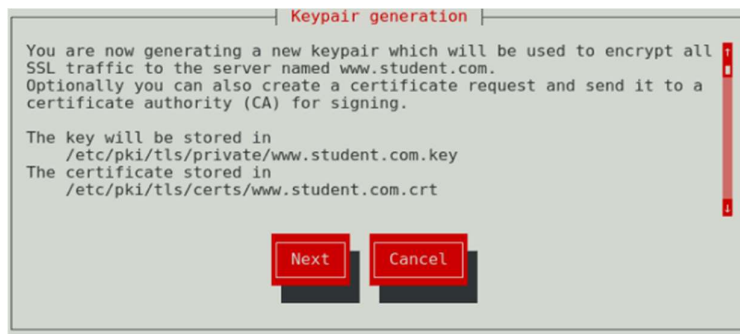 Keypair generation
You are now generating a new keypair which will be used to encrypt all
SSL traffic to the server named www.student.com.
Optionally you can also create a certificate request and send it to a
certificate authority (CA) for signing.
The key will be stored in
/etc/pki/tls/private/www.student.com.key
The certificate stored in
/etc/pki/tls/certs/www.student.com.crt
Next Cancel